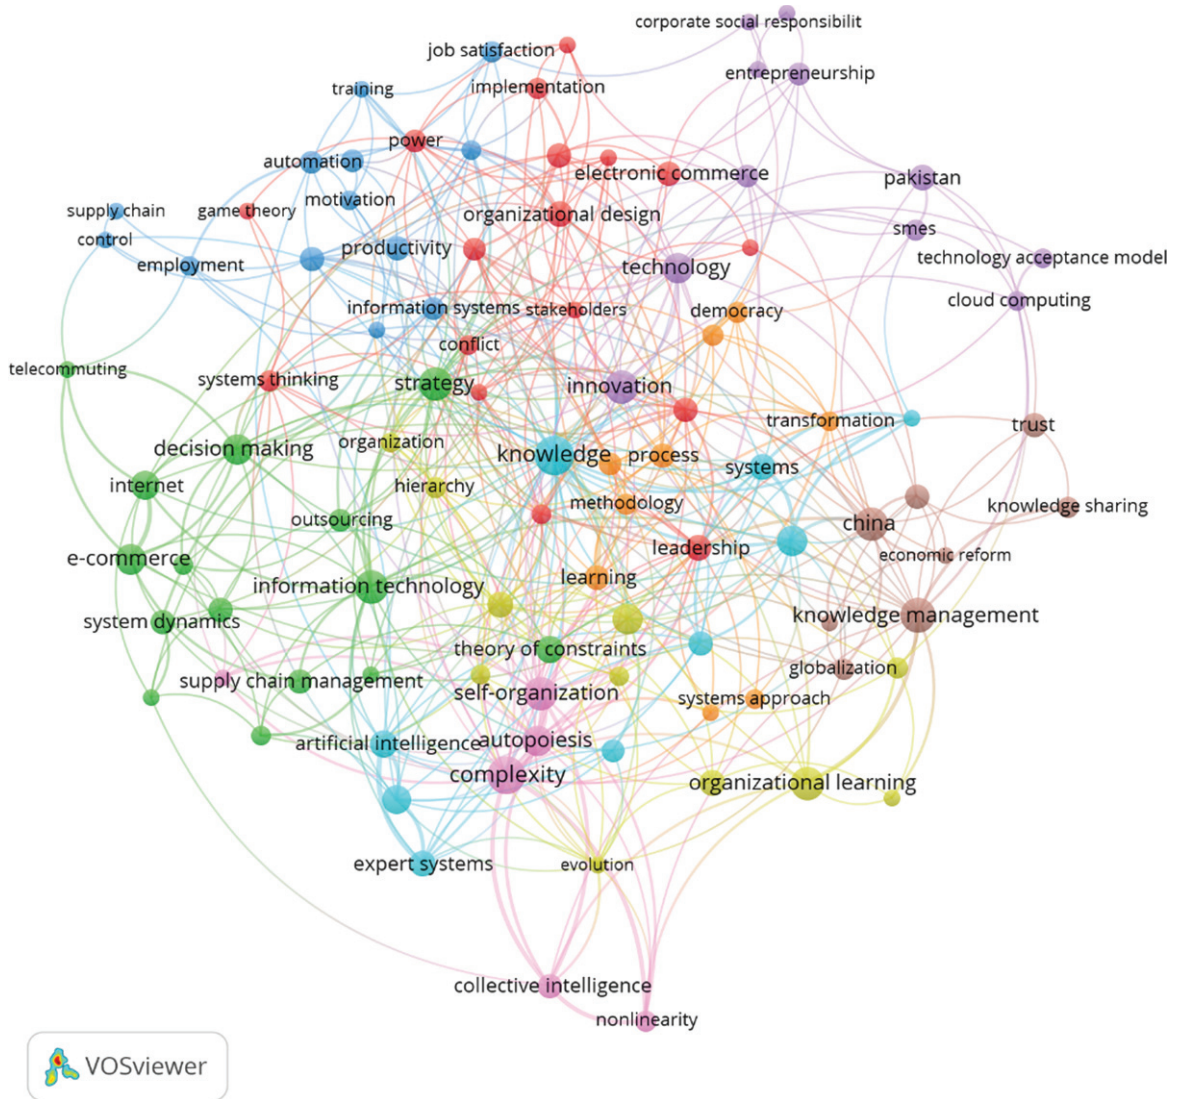 corporate social responsibilit
job satisfaction
entrepreneurship
training
implementation
power
automation
electronic commerce
pakistan
motivation
supply chain
game theory
organizational design
smes
control
productivity
employment
technology
technology acceptance model
cloud computing
information systems
stakeholders
democracy
conflict
telecommuting
systems thinking
strategy
innovation
transformation
trust
organization
decision making
knowledge
process
systems
internet
hierarchy
methodology
knowledge sharing
outsourcing
china
leadership
economic reform
e-commerce
learning
information technology
knowledge management
system dynamics
theory of constraints
globalization
supply chain management
self-organization
systems approach
artificial intelligence
autopoiesis
complexity
organizational learning
expert systems
evolution
collective intelligence
nonlinearity
VOSviewer